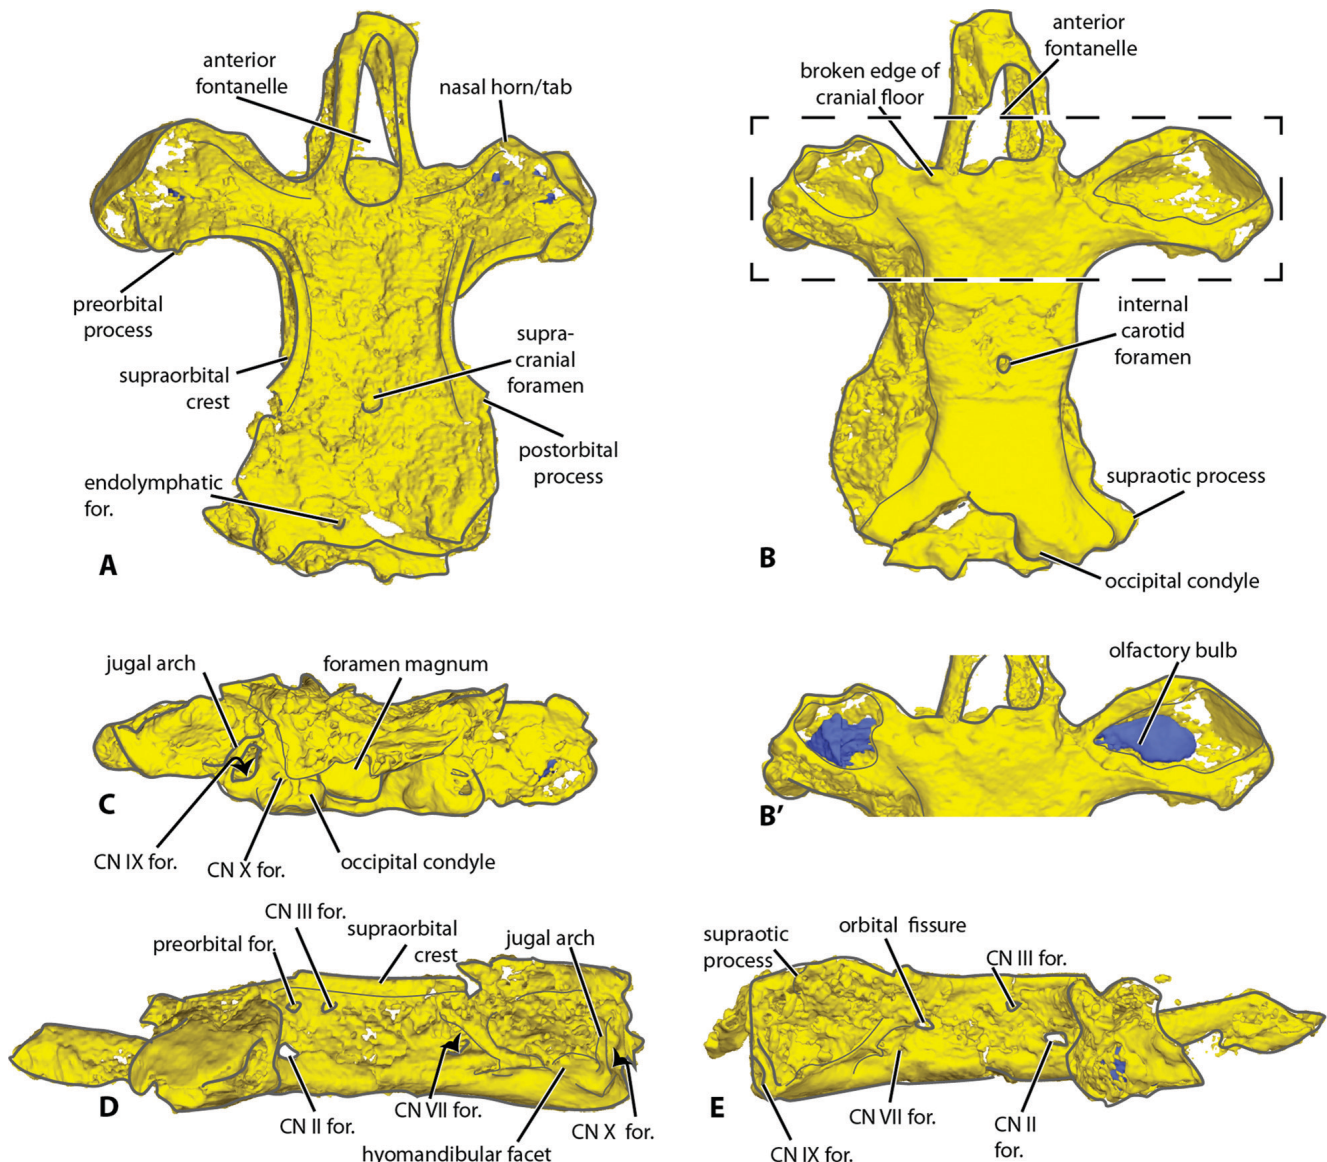 anterior
fontanelle
nasal horn/tab
preorbital
process
supraorbital
crest
supra-
cranial
foramen
postorbital
process
endolymphatic
for.
A
anterior
fontanelle
broken edge of
cranial floor
internal
carotid
foramen
supraotic process
occipital condyle
B
jugal arch
foramen magnum
C
CN IX for.
CN X for.
occipital condyle
olfactory bulb
B’
CN III for.
preorbital for.
supraorbital
crest
jugal arch
D
CN II for.
CN VII for.
hyomandibular facet
CN X for.
supraotic
process
orbital fissure
CN III for.
CN VII for.
CN II
for.
CN IX for.
E